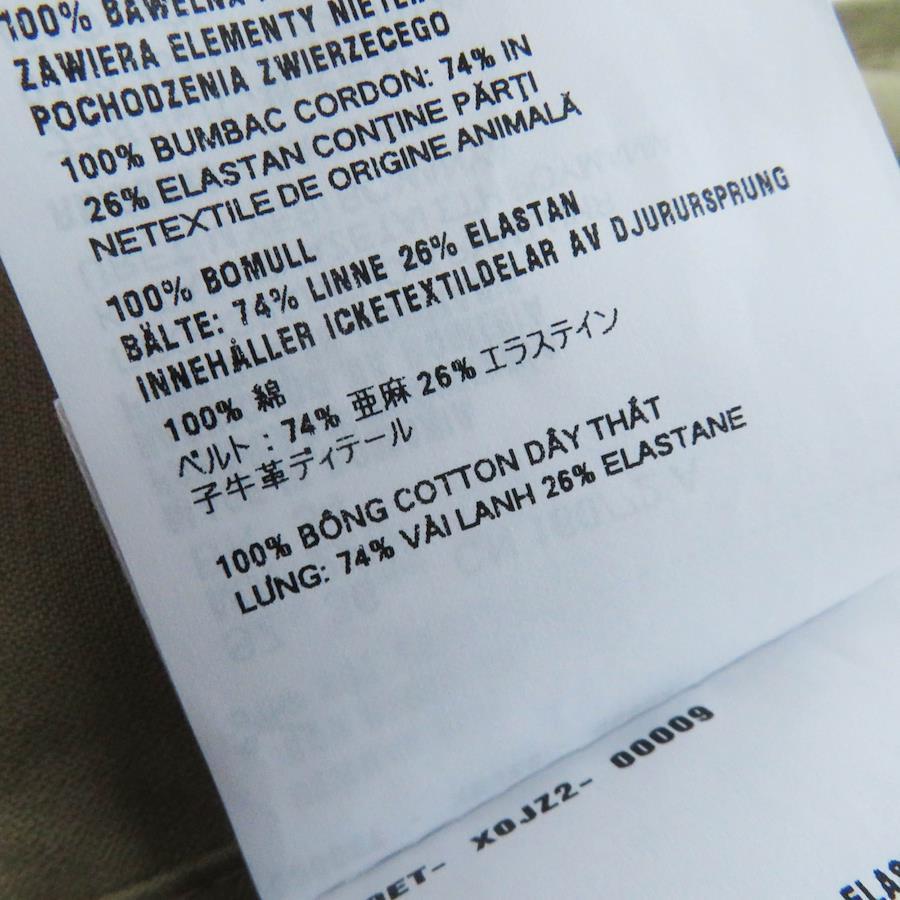 100% BAWEŁNA
ZAWIERA ELEMENTY
POCHODZENIA ZWIERZECEGO
100% BUMBAC CORDON: 74% IN
26% ELASTAN CONȚINE PĂRȚI
NETEXTILE DE ORIGINE ANIMALĂ
100% BOMULL
BÄLTE: 74% LINNE 26% ELASTAN
INNEHÅLLER ICKETEXTILDELAR AV DJURURSPRUNG
100% 綿
ベルト : 74% 亜麻 26% エラステイン
子牛革ディテール
100% BÔNG COTTON DÂY THẮT
LƯNG: 74% VẢI LANH 26% ELASTANE
XOJZ2- 00009